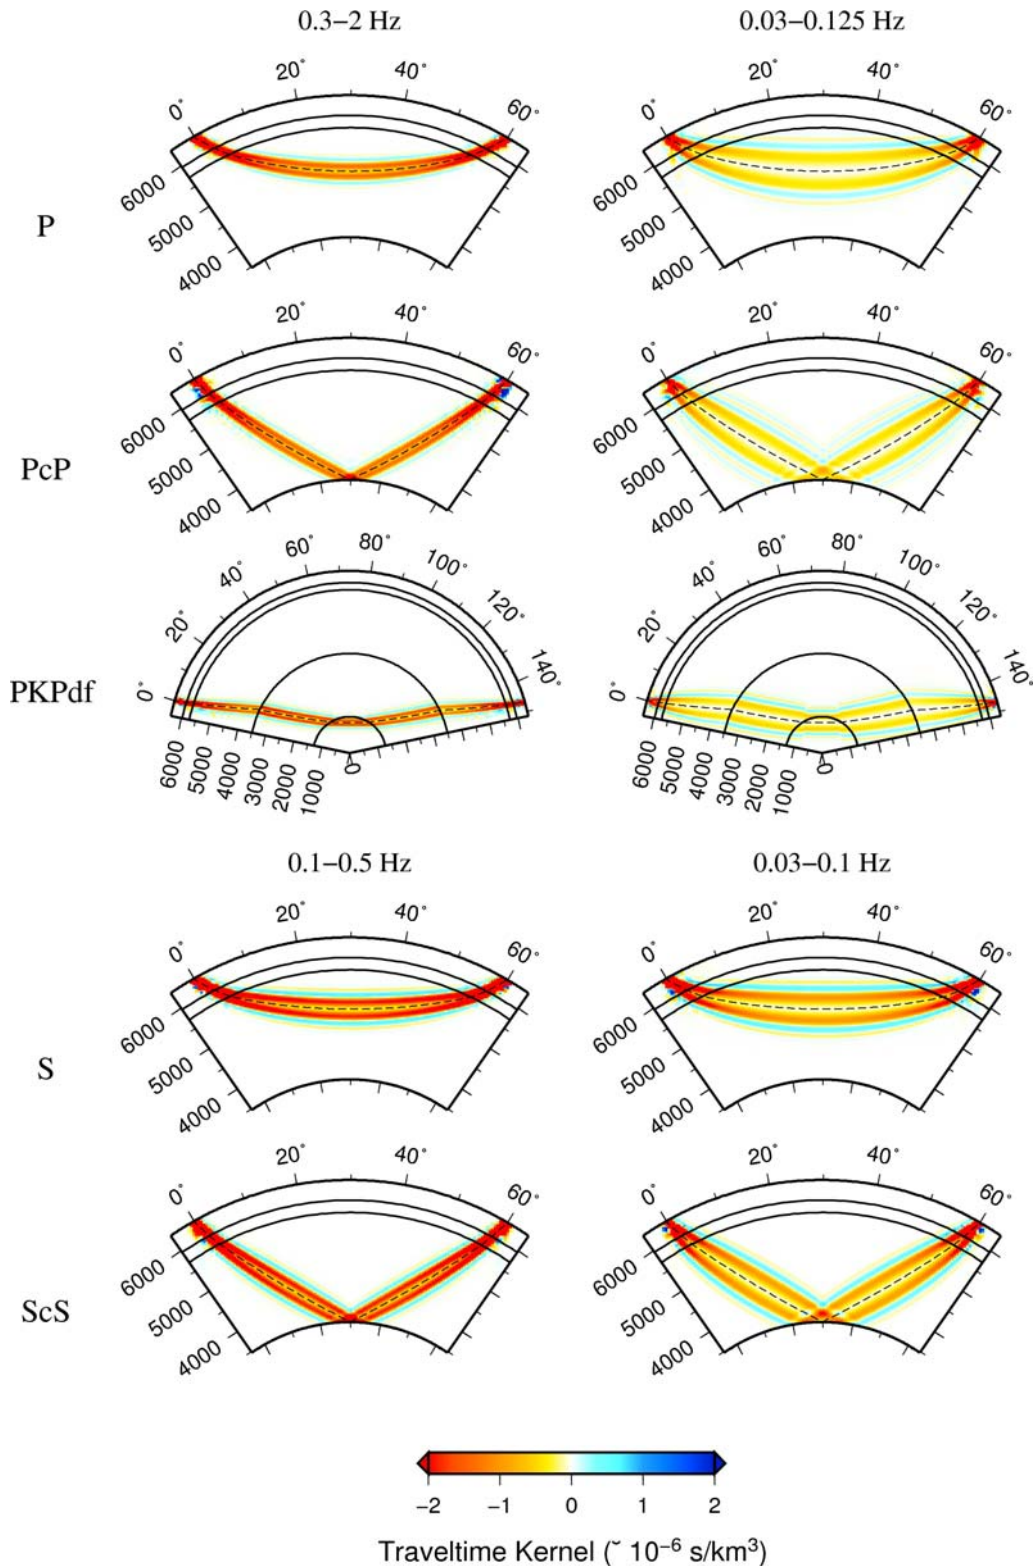 0.3–2 Hz 0.03–0.125 Hz
0° 20° 40° 60° 0° 20° 40° 60°
P
6000 5000 4000 6000 5000 4000
0° 20° 40° 60° 0° 20° 40° 60°
PcP
6000 5000 4000 6000 5000 4000
0° 20° 40° 60° 80° 100° 120° 140° 0° 20° 40° 60° 80° 100° 120° 140°
PKPdf
6000 5000 4000 3000 2000 1000 0 6000 5000 4000 3000 2000 1000 0
0.1–0.5 Hz 0.03–0.1 Hz
0° 20° 40° 60° 0° 20° 40° 60°
S
6000 5000 4000 6000 5000 4000
0° 20° 40° 60° 0° 20° 40° 60°
ScS
6000 5000 4000 6000 5000 4000
−2 −1 0 1 2
Traveltime Kernel (˘ 10⁻⁶ s/km³)